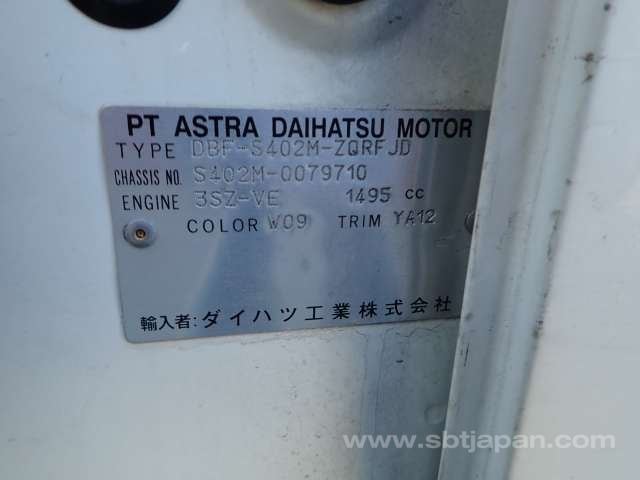 PT ASTRA DAIHATSU MOTOR
TYPE DBF-S402M-ZQRFJD
CHASSIS NO. S402M-0079710
ENGINE 3SZ-VE 1495 CC
COLOR W09 TRIM YA12
輸入者: ダイハツ工業株式会社
www.sbtjapan.com